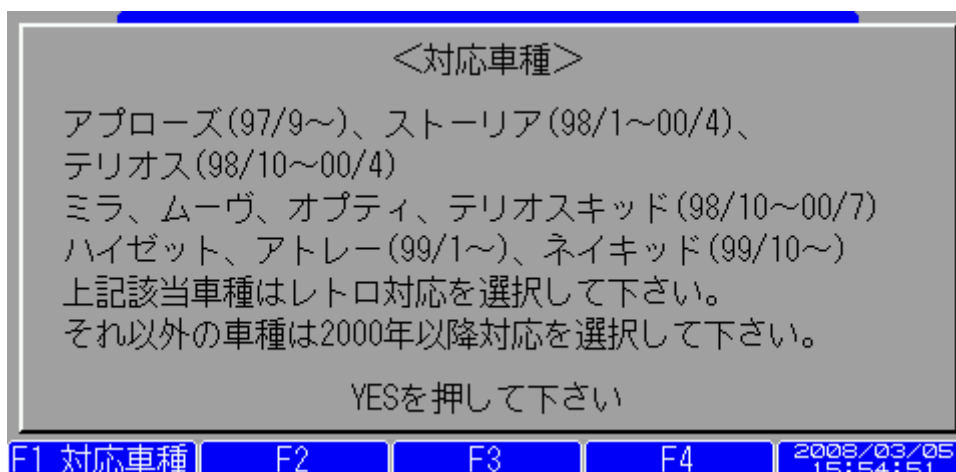 ＜対応車種＞
アプローズ(97/9～)、ストーリア(98/1～00/4)、
テリオス(98/10～00/4)
ミラ、ムーヴ、オプティ、テリオスキッド(98/10～00/7)
ハイゼット、アトレー(99/1～)、ネイキッド(99/10～)
上記該当車種はレトロ対応を選択して下さい。
それ以外の車種は2000年以降対応を選択して下さい。
YESを押して下さい
F1 対応車種 F2 F3 F4 2008/03/05
15:54:51